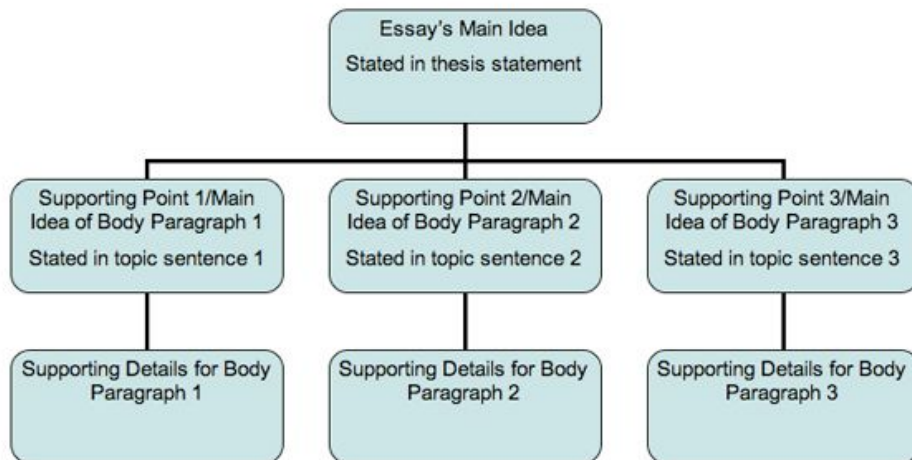 Essay's Main Idea
Stated in thesis statement
Supporting Point 1/Main
Idea of Body Paragraph 1
Stated in topic sentence 1
Supporting Point 2/Main
Idea of Body Paragraph 2
Stated in topic sentence 2
Supporting Point 3/Main
Idea of Body Paragraph 3
Stated in topic sentence 3
Supporting Details for Body
Paragraph 1
Supporting Details for Body
Paragraph 2
Supporting Details for Body
Paragraph 3